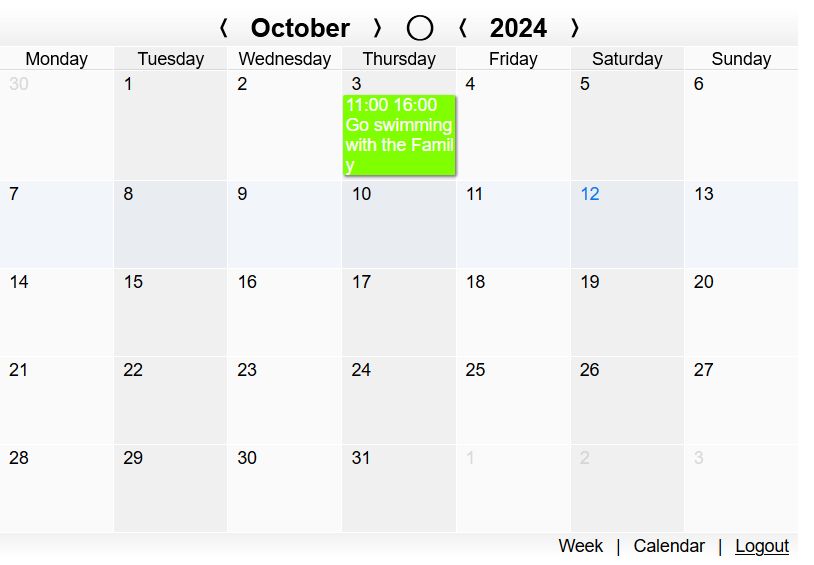 ⟨ October ⟩ ◯ ⟨ 2024 ⟩
Monday Tuesday Wednesday Thursday Friday Saturday Sunday
30 1 2 3 4 5 6
11:00 16:00
Go swimming
with the Famil
y
7 8 9 10 11 12 13
14 15 16 17 18 19 20
21 22 23 24 25 26 27
28 29 30 31 1 2 3
Week | Calendar | Logout